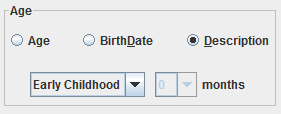 Age
Age BirthDate Description
Early Childhood 0 months